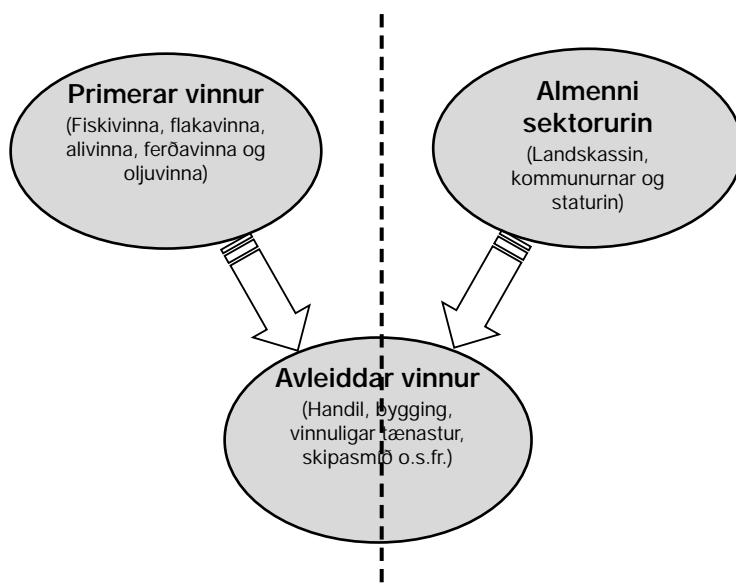 Primerar vinnur
(Fiskivinna, flakavinna,
alivinna, ferðavinna og
oljuvinna)
Almenni
sektorurin
(Landskassin,
kommunurnar og
staturin)
Avleiddar vinnur
(Handil, bygging,
vinnuligar tænastur,
skipasmíð o.s.fr.)